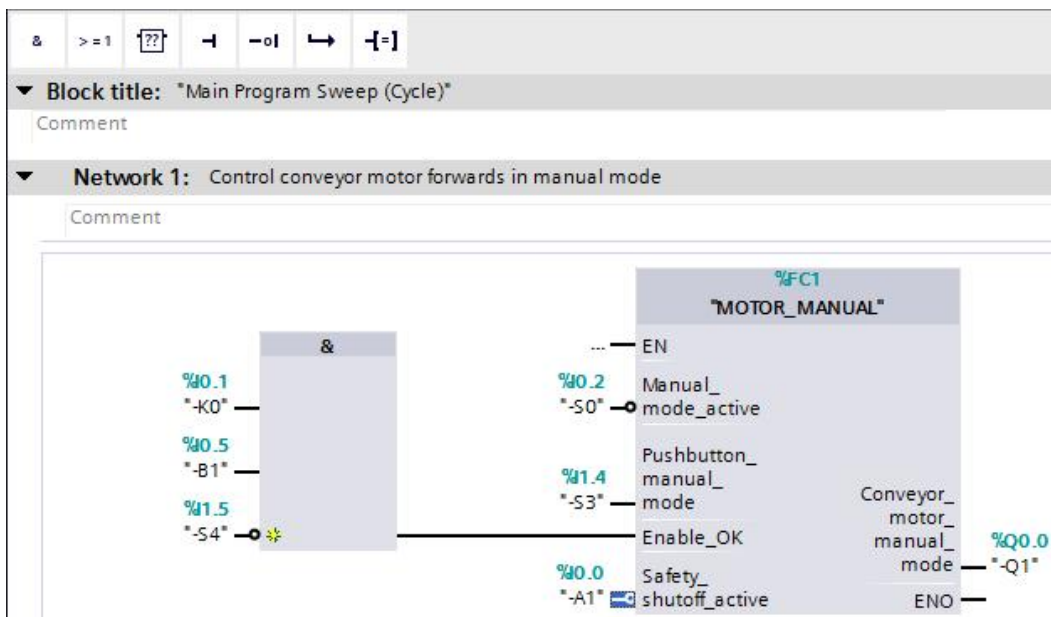 & >=1 ?? -[=]
Block title: "Main Program Sweep (Cycle)"
Comment
Network 1: Control conveyor motor forwards in manual mode
Comment
%FC1
"MOTOR_MANUAL"
&
%I0.1
"-K0"
%I0.5
"-B1"
%I1.5
"-S4"
... EN
%I0.2
"-S0"
Manual_
mode_active
%I1.4
"-S3"
Pushbutton_
manual_
mode
Enable_OK
%I0.0
"-A1"
Safety_
shutoff_active
Conveyor_
motor_
manual_
mode
%Q0.0
"-Q1"
ENO